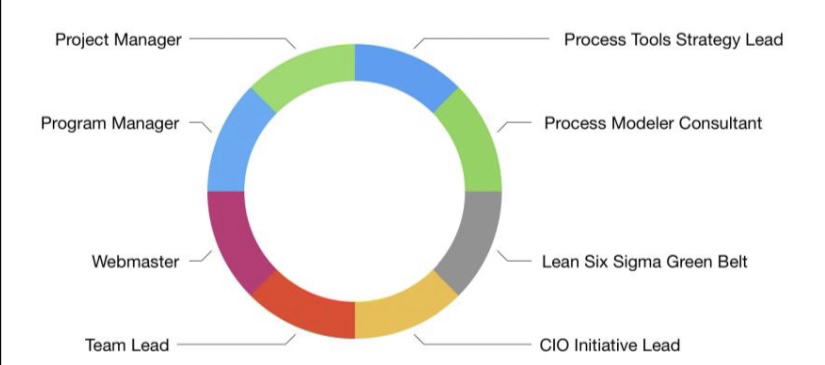 Project Manager
Process Tools Strategy Lead
Program Manager
Process Modeler Consultant
Webmaster
Lean Six Sigma Green Belt
Team Lead
CIO Initiative Lead